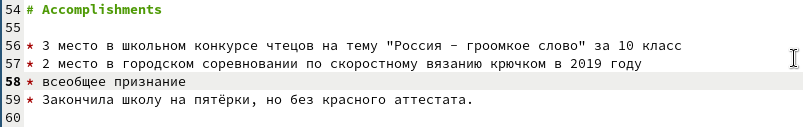 54 # Accomplishments
55
56 * 3 место в школьном конкурсе чтецов на тему "Россия - гроомкое слово" за 10 класс
57 * 2 место в городском соревновании по скоростному вязанию крючком в 2019 году
58 * всеобщее признание
59 * Закончила школу на пятёрки, но без красного аттестата.
60